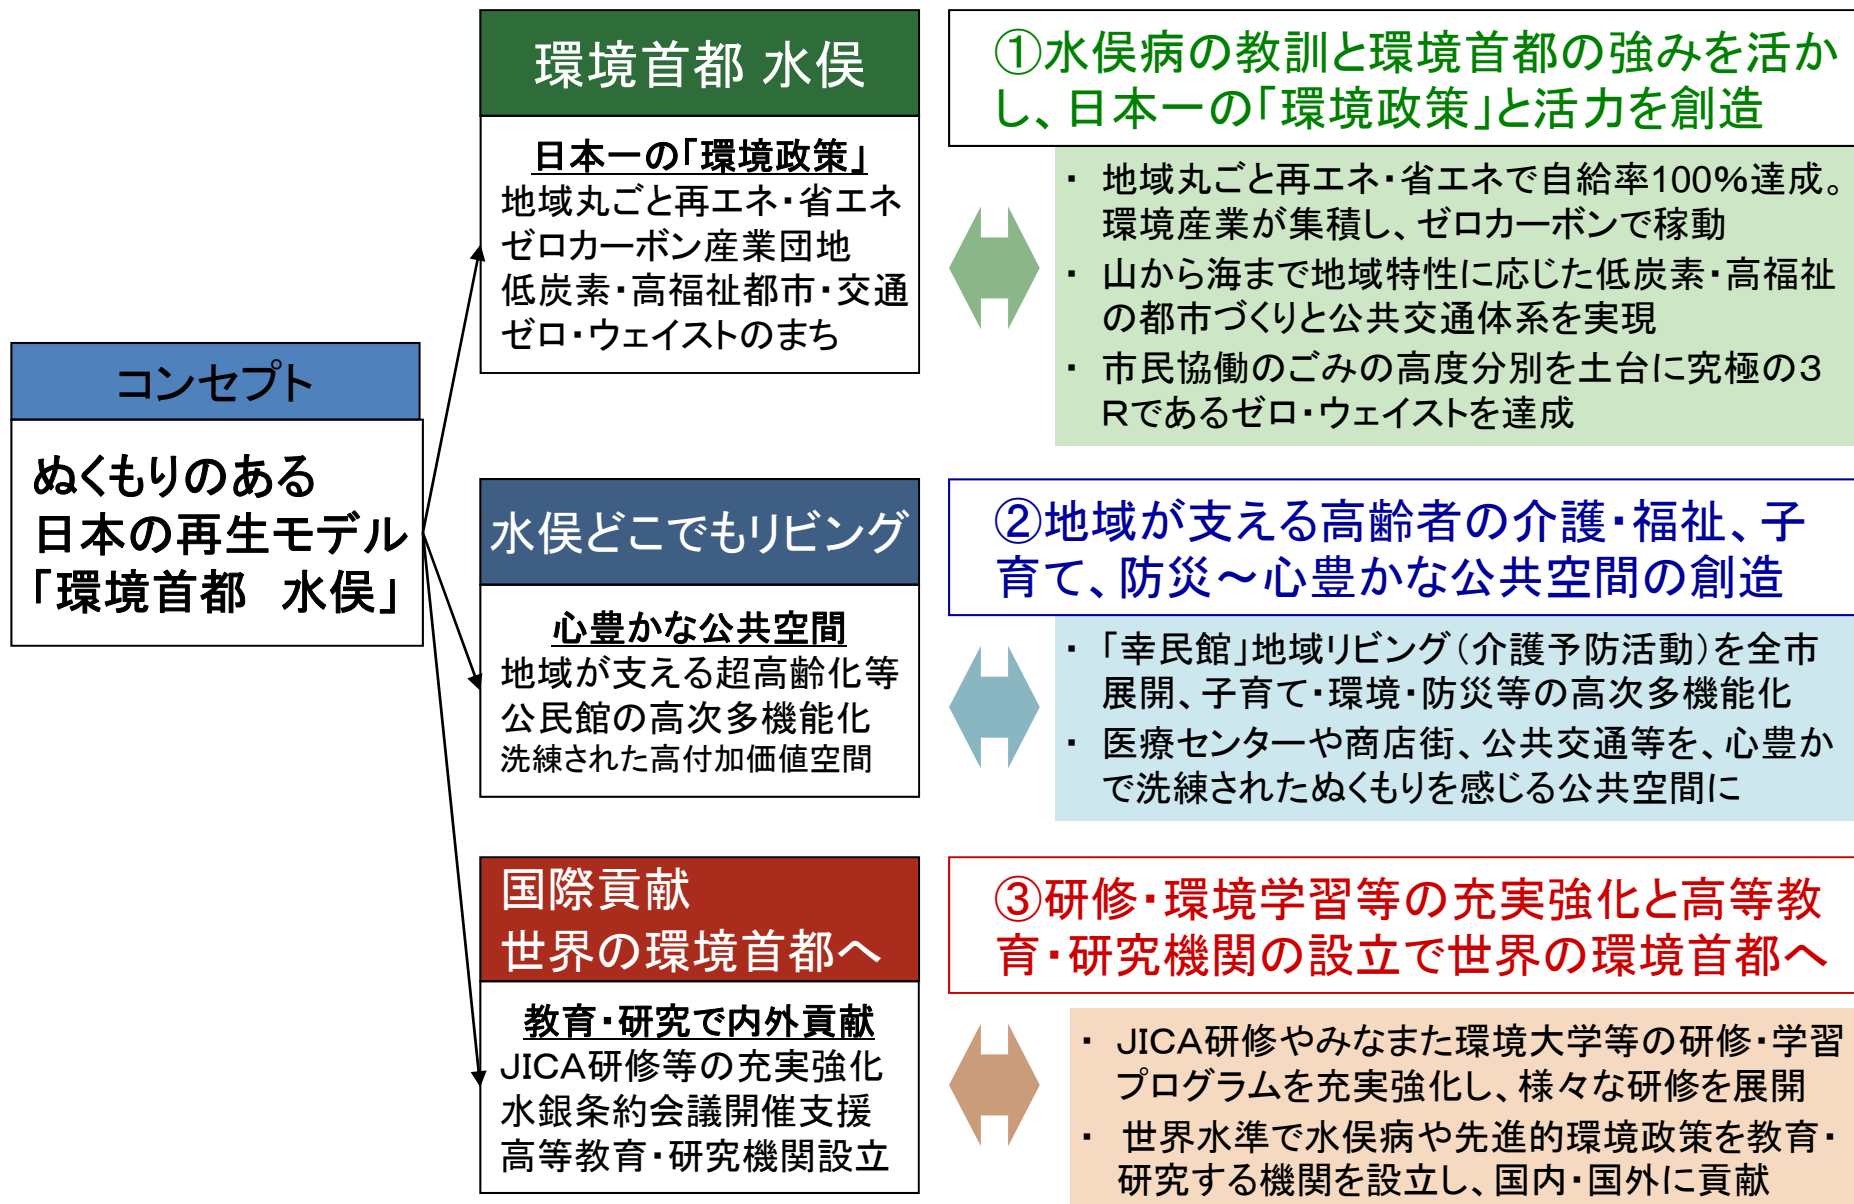 コンセプト
ぬくもりのある
日本の再生モデル
「環境首都　水俣」
環境首都 水俣
日本一の「環境政策」
地域丸ごと再エネ・省エネ
ゼロカーボン産業団地
低炭素・高福祉都市・交通
ゼロ・ウェイストのまち
①水俣病の教訓と環境首都の強みを活か
し、日本一の「環境政策」と活力を創造
・ 地域丸ごと再エネ・省エネで自給率100%達成。
環境産業が集積し、ゼロカーボンで稼動
・ 山から海まで地域特性に応じた低炭素・高福祉
の都市づくりと公共交通体系を実現
・ 市民協働のごみの高度分別を土台に究極の3
Rであるゼロ・ウェイストを達成
水俣どこでもリビング
心豊かな公共空間
地域が支える超高齢化等
公民館の高次多機能化
洗練された高付加価値空間
②地域が支える高齢者の介護・福祉、子
育て、防災～心豊かな公共空間の創造
・ 「幸民館」地域リビング（介護予防活動）を全市
展開、子育て・環境・防災等の高次多機能化
・ 医療センターや商店街、公共交通等を、心豊か
で洗練されたぬくもりを感じる公共空間に
国際貢献
世界の環境首都へ
教育・研究で内外貢献
JICA研修等の充実強化
水銀条約会議開催支援
高等教育・研究機関設立
③研修・環境学習等の充実強化と高等教
育・研究機関の設立で世界の環境首都へ
・ JICA研修やみなまた環境大学等の研修・学習
プログラムを充実強化し、様々な研修を展開
・ 世界水準で水俣病や先進的環境政策を教育・
研究する機関を設立し、国内・国外に貢献